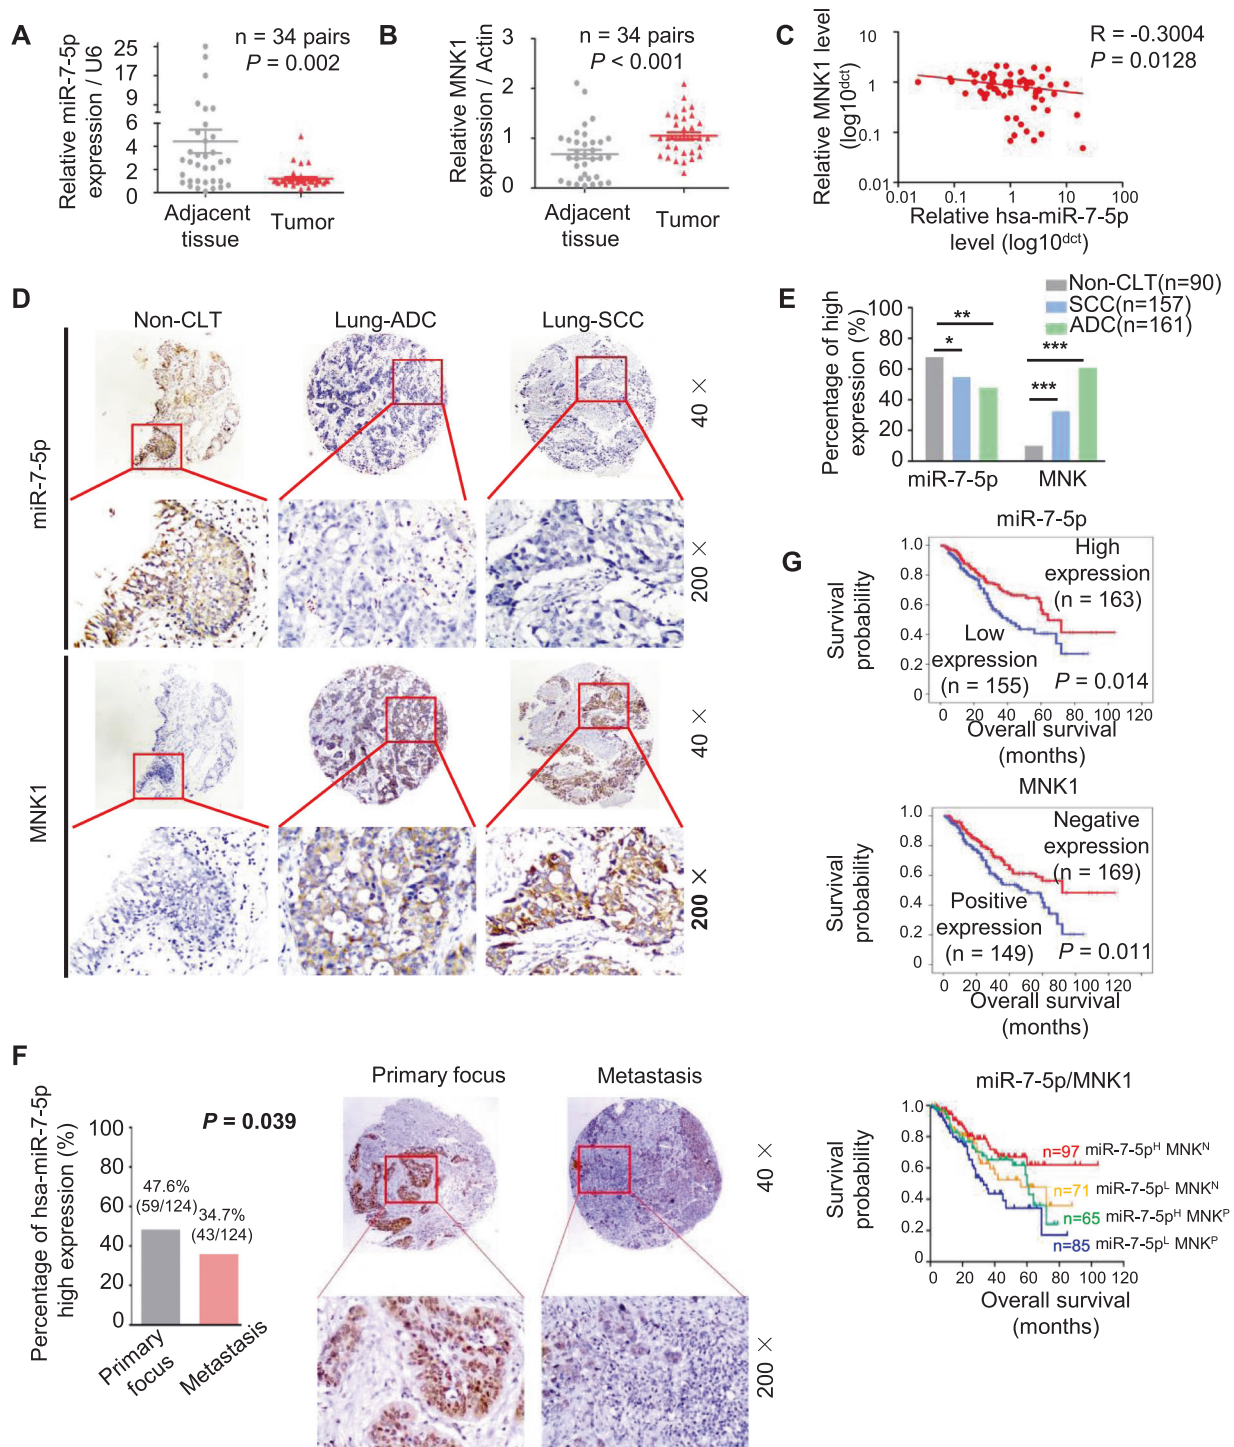 A
Relative miR-7-5p
expression / U6
25
17
9
6
4
2
0
n = 34 pairs
P = 0.002
Adjacent
tissue
Tumor
B
Relative MNK1
expression / Actin
3
2
1
0
n = 34 pairs
P < 0.001
Adjacent
tissue
Tumor
C
Relative MNK1 level
(log10^dct)
10
1
0.1
0.01
R = -0.3004
P = 0.0128
0.01
0.1
1
10
100
Relative hsa-miR-7-5p
level (log10^dct)
D
Non-CLT
Lung-ADC
Lung-SCC
miR-7-5p
40 ×
200 ×
MNK1
40 ×
200 ×
E
Non-CLT(n=90)
SCC(n=157)
ADC(n=161)
Percentage of high
expression (%)
100
80
60
40
20
0
**
*
***
***
miR-7-5p
MNK
G
miR-7-5p
Survival
probability
1.0
0.8
0.6
0.4
0.2
0
High
expression
(n = 163)
Low
expression
(n = 155)
P = 0.014
0 20 40 60 80 100 120
Overall survival
(months)
MNK1
Survival
probability
1.0
0.8
0.6
0.4
0.2
0
Negative
expression
(n = 169)
Positive
expression
(n = 149)
P = 0.011
0 20 40 60 80 100 120
Overall survival
(months)
miR-7-5p/MNK1
Survival
probability
1.0
0.8
0.6
0.4
0.2
0
n=97 miR-7-5p^H MNK^N
n=71 miR-7-5p^L MNK^N
n=65 miR-7-5p^H MNK^P
n=85 miR-7-5p^L MNK^P
0 20 40 60 80 100 120
Overall survival
(months)
F
Percentage of hsa-miR-7-5p
high expression (%)
100
80
60
40
20
0
P = 0.039
47.6%
(59/124)
34.7%
(43/124)
Primary
focus
Metastasis
Primary focus
Metastasis
40 ×
200 ×